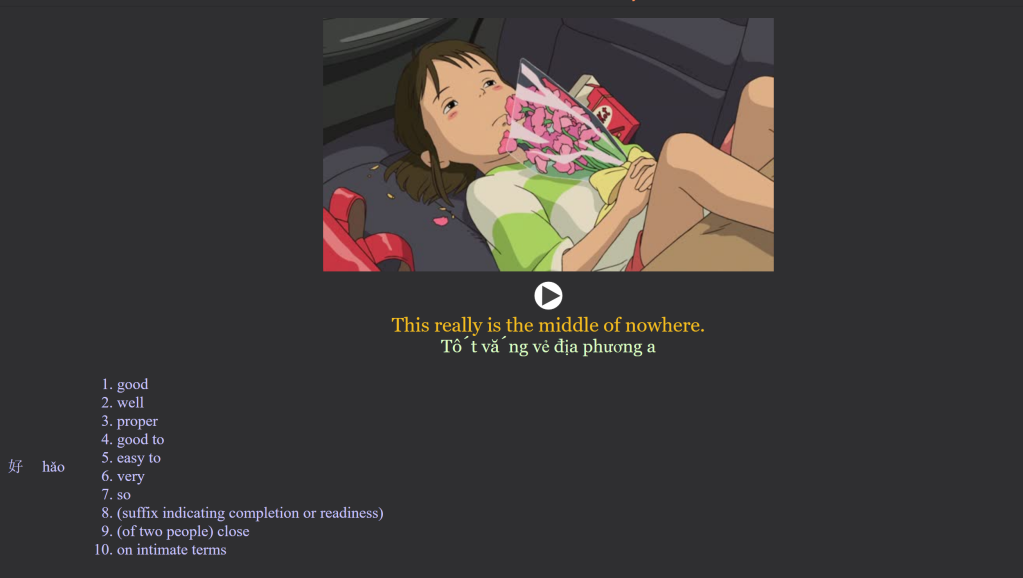 This really is the middle of nowhere.
Tô ́t vă ́ng vẻ địa phương a
1. good
2. well
3. proper
4. good to
5. easy to
好 hǎo
6. very
7. so
8. (suffix indicating completion or readiness)
9. (of two people) close
10. on intimate terms